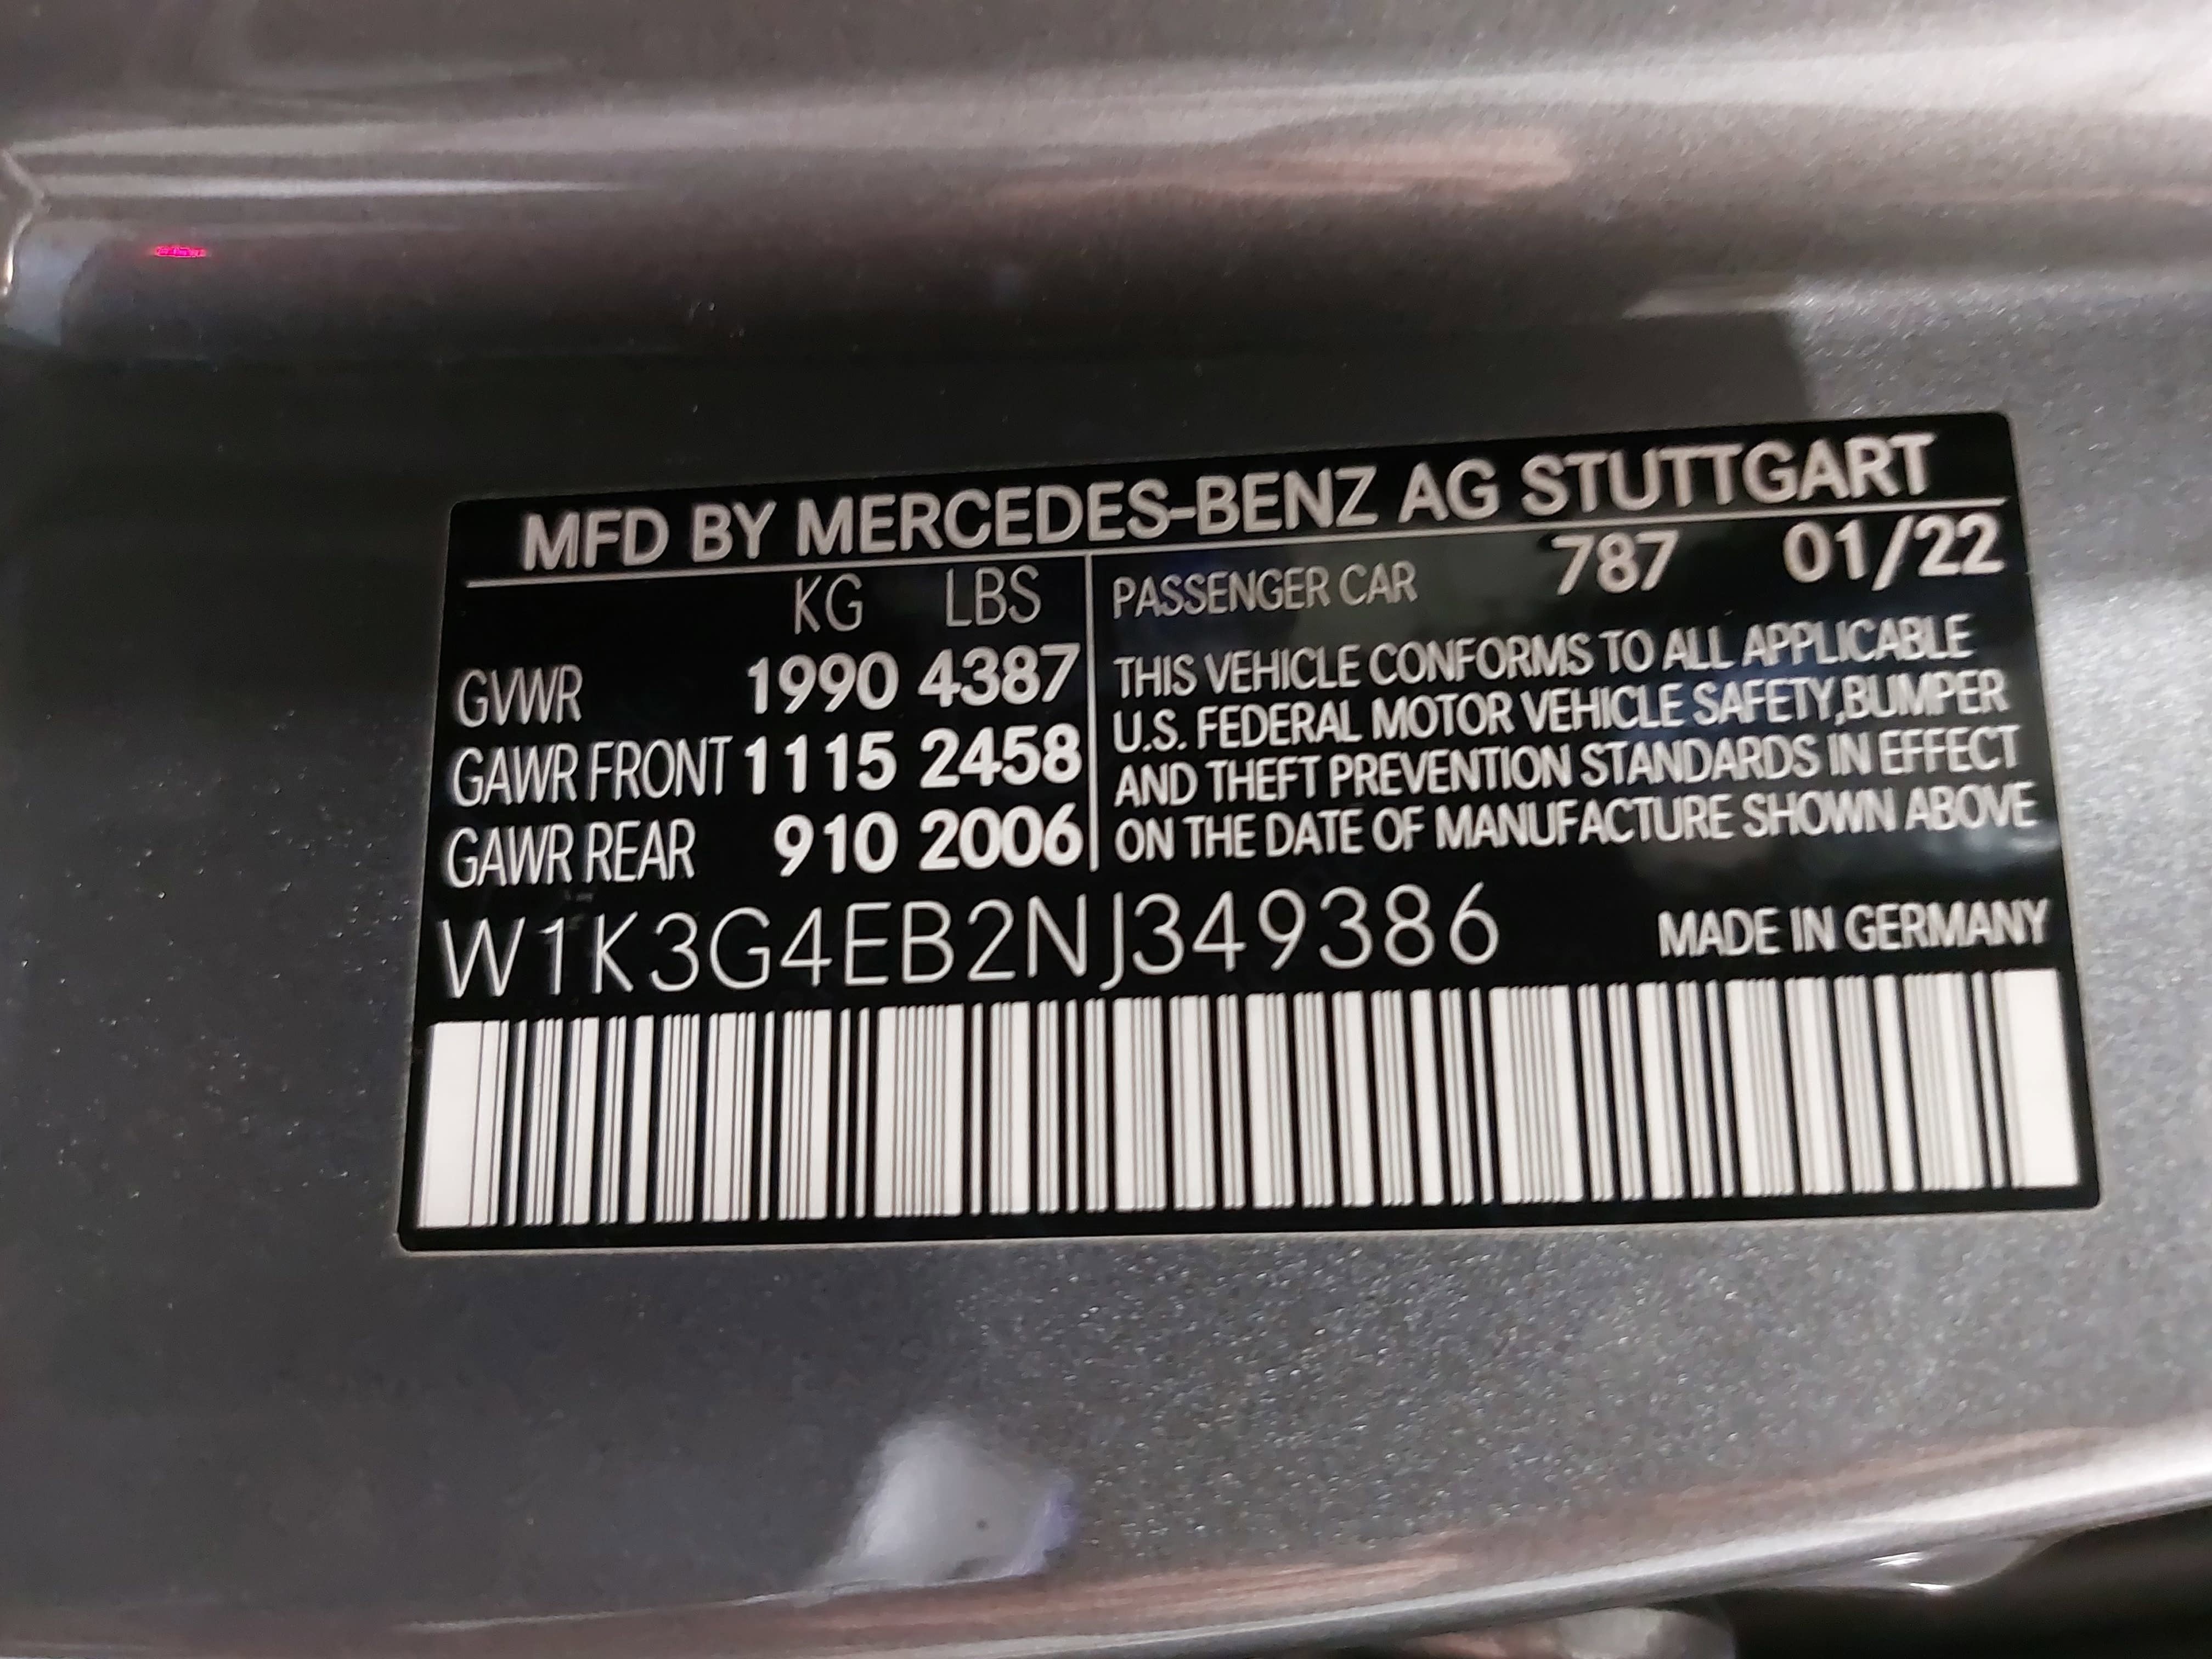 MFD BY MERCEDES-BENZ AG STUTTGART
KG LBS
GVWR 1990 4387
GAWR FRONT 1115 2458
GAWR REAR 910 2006
PASSENGER CAR 787 01/22
THIS VEHICLE CONFORMS TO ALL APPLICABLE
U.S. FEDERAL MOTOR VEHICLE SAFETY,BUMPER
AND THEFT PREVENTION STANDARDS IN EFFECT
ON THE DATE OF MANUFACTURE SHOWN ABOVE
W1K3G4EB2NJ349386 MADE IN GERMANY